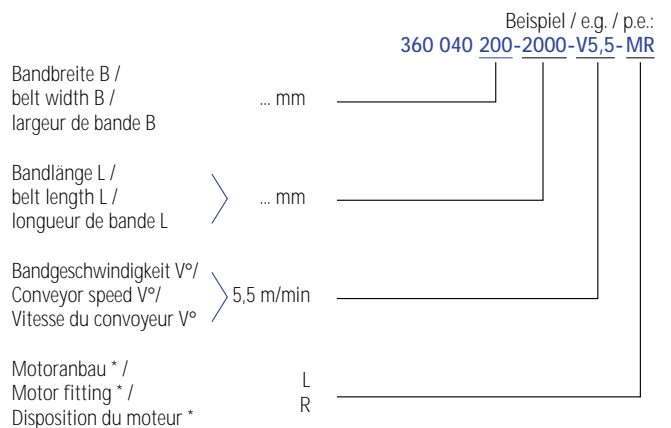 Beispiel / e.g. / p.e.:
360 040 200-2000-V5,5-MR
Bandbreite B /
belt width B /
largeur de bande B
... mm
Bandlänge L /
belt length L /
longueur de bande L
... mm
Bandgeschwindigkeit V°/
Conveyor speed V°/
Vitesse du convoyeur V°
5,5 m/min
Motoranbau * /
Motor fitting * /
Disposition du moteur *
L
R